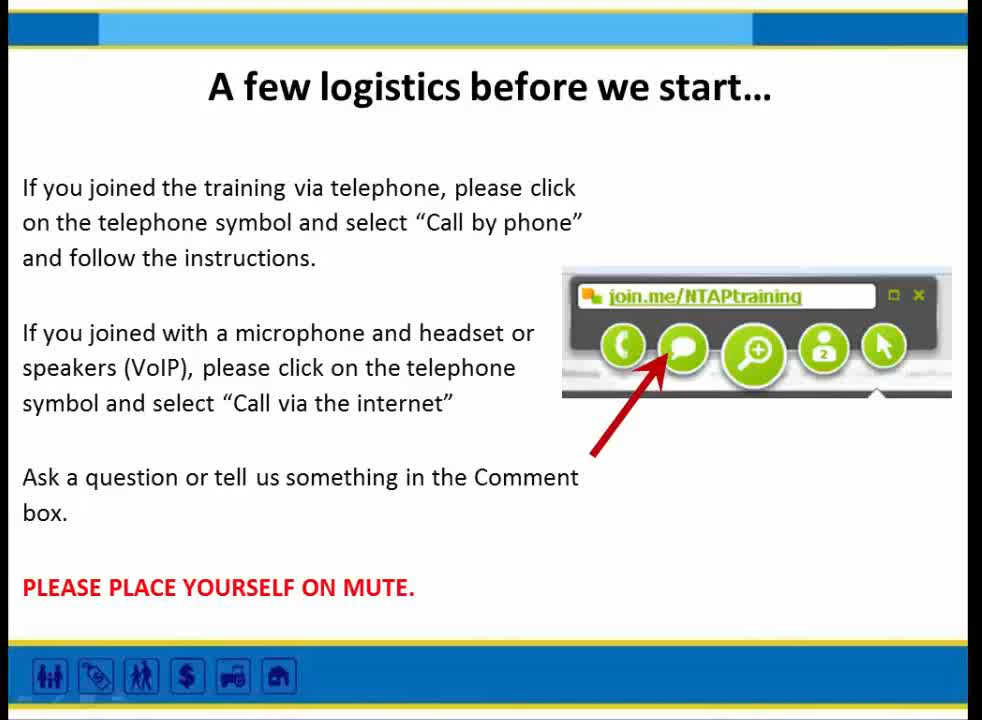 A few logistics before we start…
If you joined the training via telephone, please click
on the telephone symbol and select “Call by phone”
and follow the instructions.
If you joined with a microphone and headset or
speakers (VoIP), please click on the telephone
symbol and select “Call via the internet”
join.me/NTAPtraining
2
Ask a question or tell us something in the Comment
box.
PLEASE PLACE YOURSELF ON MUTE.
$